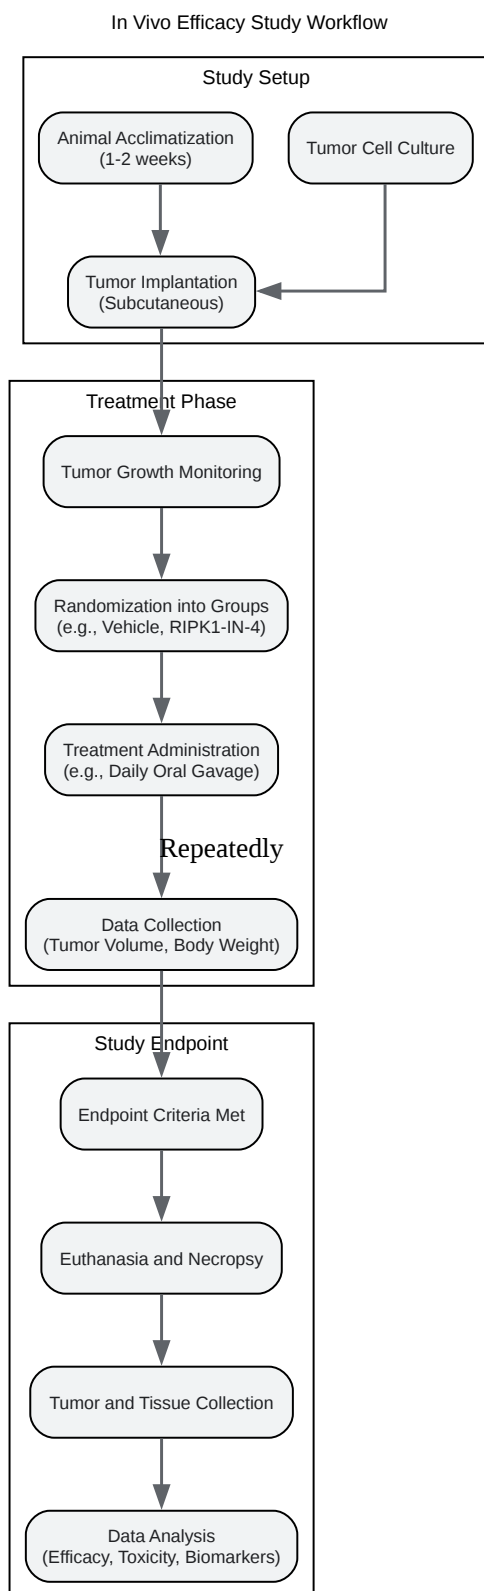 In Vivo Efficacy Study Workflow
Study Setup
Animal Acclimatization
(1-2 weeks)
Tumor Cell Culture
Tumor Implantation
(Subcutaneous)
Treatment Phase
Tumor Growth Monitoring
Randomization into Groups
(e.g., Vehicle, RIPK1-IN-4)
Treatment Administration
(e.g., Daily Oral Gavage)
Repeatedly
Data Collection
(Tumor Volume, Body Weight)
Study Endpoint
Endpoint Criteria Met
Euthanasia and Necropsy
Tumor and Tissue Collection
Data Analysis
(Efficacy, Toxicity, Biomarkers)